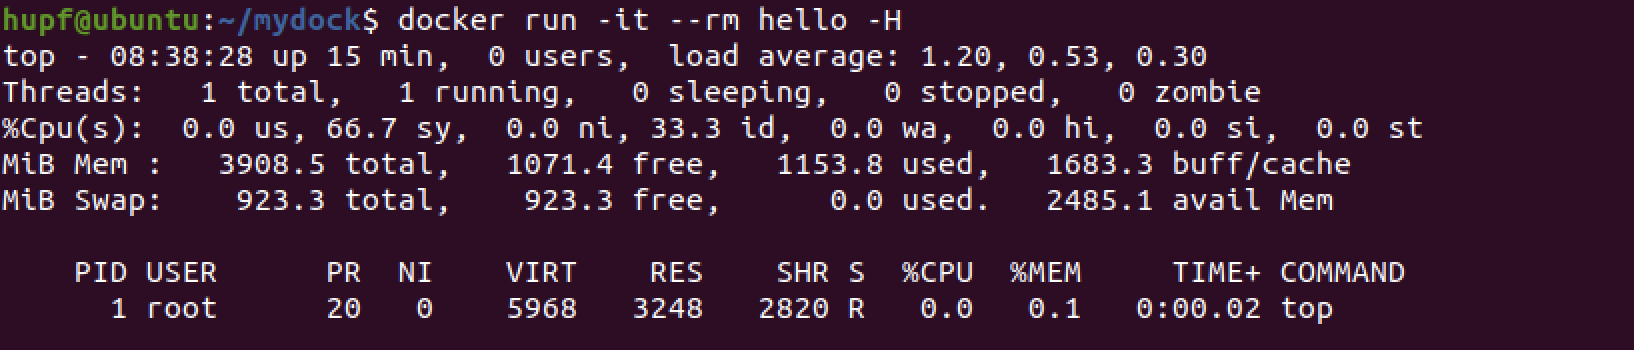 hupf@ubuntu:~/mydock$ docker run -it --rm hello -H
top - 08:38:28 up 15 min,  0 users,  load average: 1.20, 0.53, 0.30
Threads:   1 total,   1 running,   0 sleeping,   0 stopped,   0 zombie
%Cpu(s):  0.0 us, 66.7 sy,  0.0 ni, 33.3 id,  0.0 wa,  0.0 hi,  0.0 si,  0.0 st
MiB Mem :   3908.5 total,   1071.4 free,   1153.8 used,   1683.3 buff/cache
MiB Swap:    923.3 total,    923.3 free,      0.0 used.   2485.1 avail Mem
    PID USER      PR  NI    VIRT    RES    SHR S  %CPU  %MEM     TIME+ COMMAND
      1 root      20   0    5968   3248   2820 R   0.0   0.1   0:00.02 top